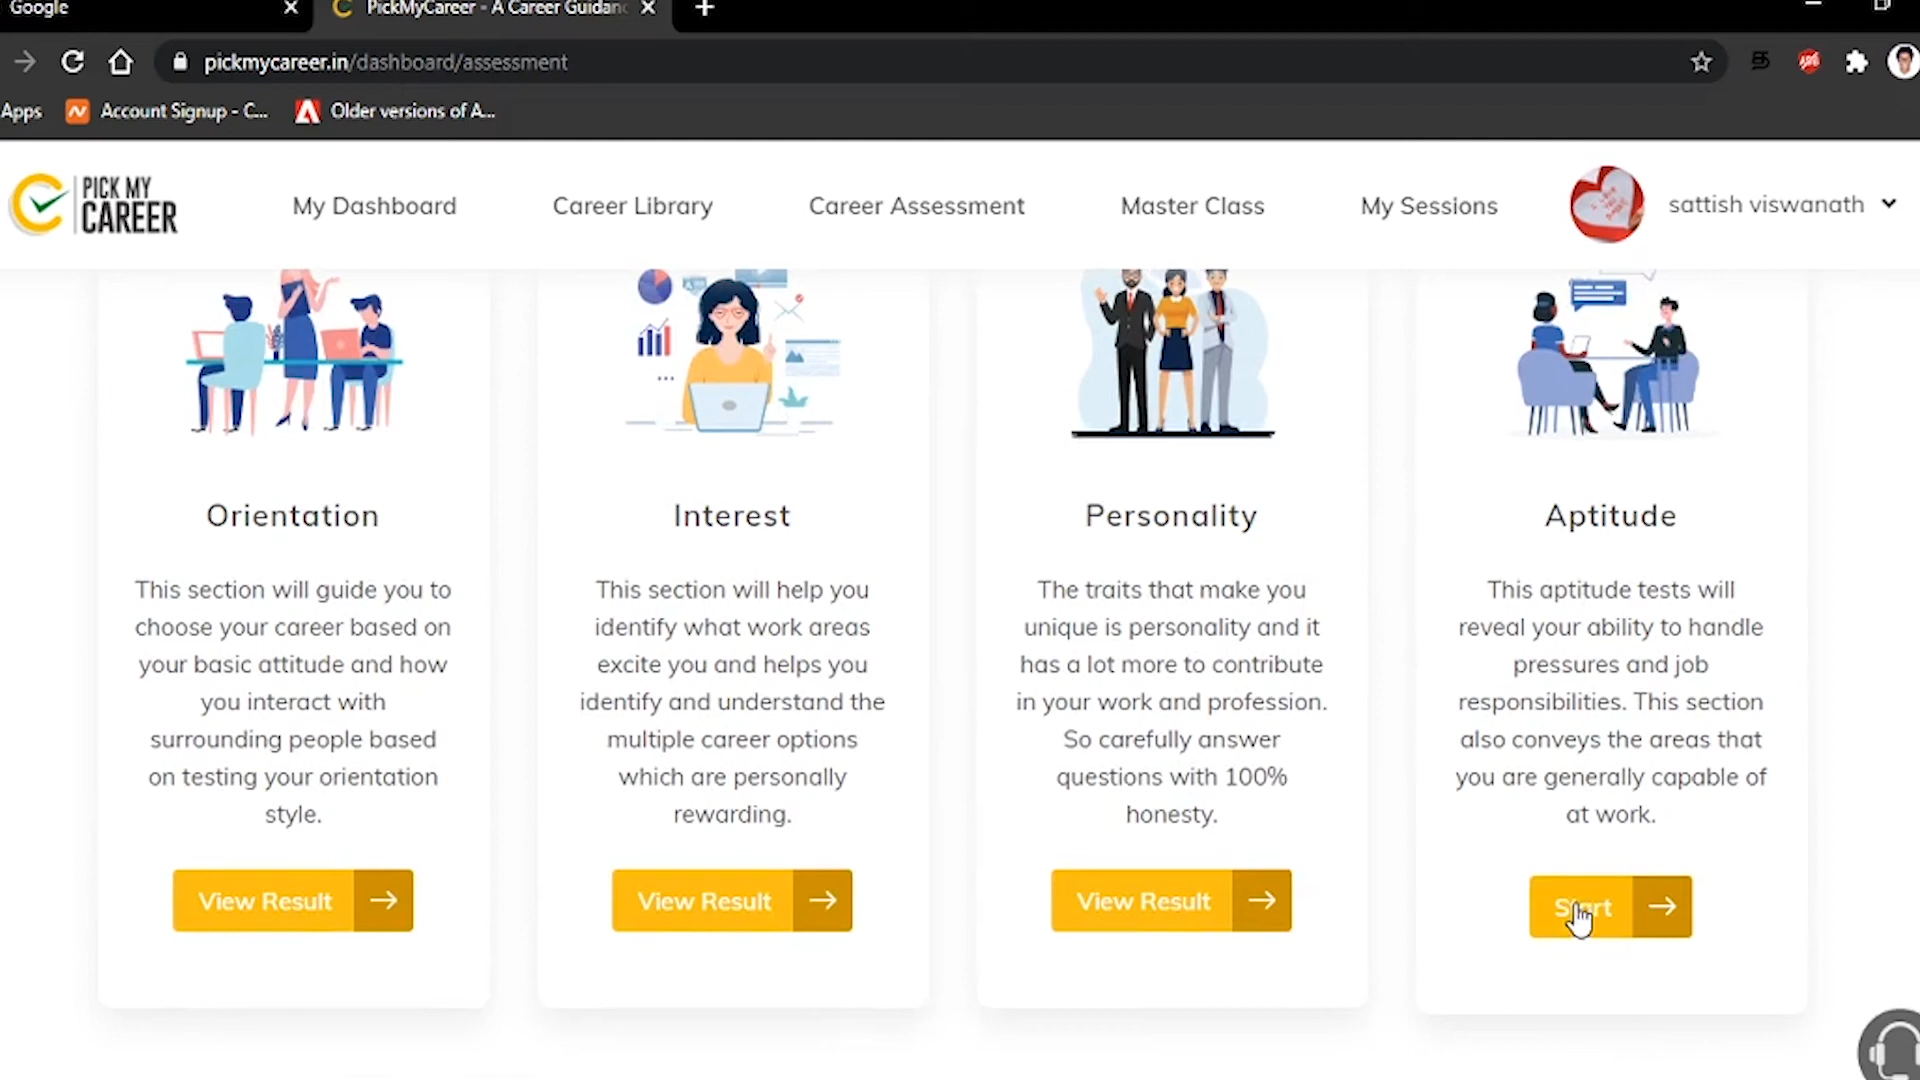 Google
PickMyCareer - A Career Guidanc
pickmycareer.in/dashboard/assessment
Apps
Account Signup - C...
Older versions of A...
PICK MY
CAREER
My Dashboard
Career Library
Career Assessment
Master Class
My Sessions
sattish viswanath
Orientation
This section will guide you to
choose your career based on
your basic attitude and how
you interact with
surrounding people based
on testing your orientation
style.
View Result
Interest
This section will help you
identify what work areas
excite you and helps you
identify and understand the
multiple career options
which are personally
rewarding.
View Result
Personality
The traits that make you
unique is personality and it
has a lot more to contribute
in your work and profession.
So carefully answer
questions with 100%
honesty.
View Result
Aptitude
This aptitude tests will
reveal your ability to handle
pressures and job
responsibilities. This section
also conveys the areas that
you are generally capable of
at work.
Start